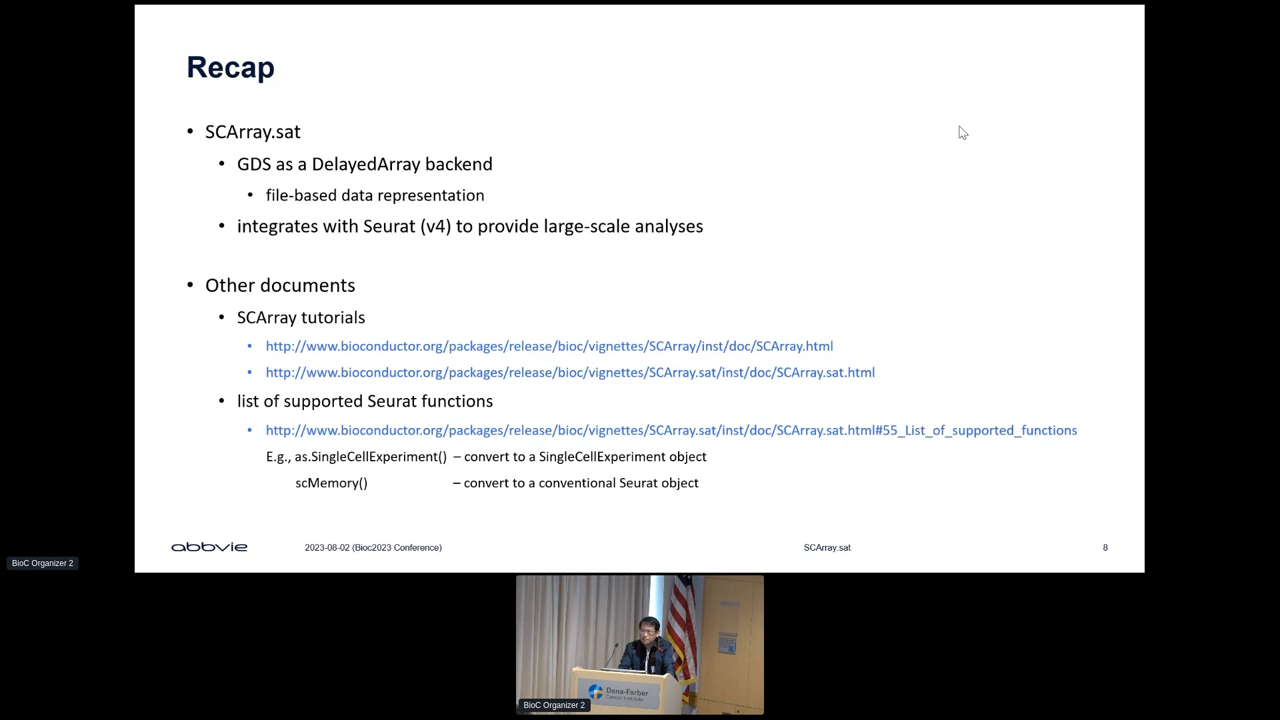 Recap
• SCArray.sat
• GDS as a DelayedArray backend
• file-based data representation
• integrates with Seurat (v4) to provide large-scale analyses
• Other documents
• SCArray tutorials
• http://www.bioconductor.org/packages/release/bioc/vignettes/SCArray/inst/doc/SCArray.html
• http://www.bioconductor.org/packages/release/bioc/vignettes/SCArray.sat/inst/doc/SCArray.sat.html
• list of supported Seurat functions
• http://www.bioconductor.org/packages/release/bioc/vignettes/SCArray.sat/inst/doc/SCArray.sat.html#55_List_of_supported_functions
E.g., as.SingleCellExperiment() – convert to a SingleCellExperiment object
scMemory() – convert to a conventional Seurat object
abbvie 2023-08-02 (Bioc2023 Conference) SCArray.sat 8
BioC Organizer 2
Dana-Farber
Cancer Institute
BioC Organizer 2